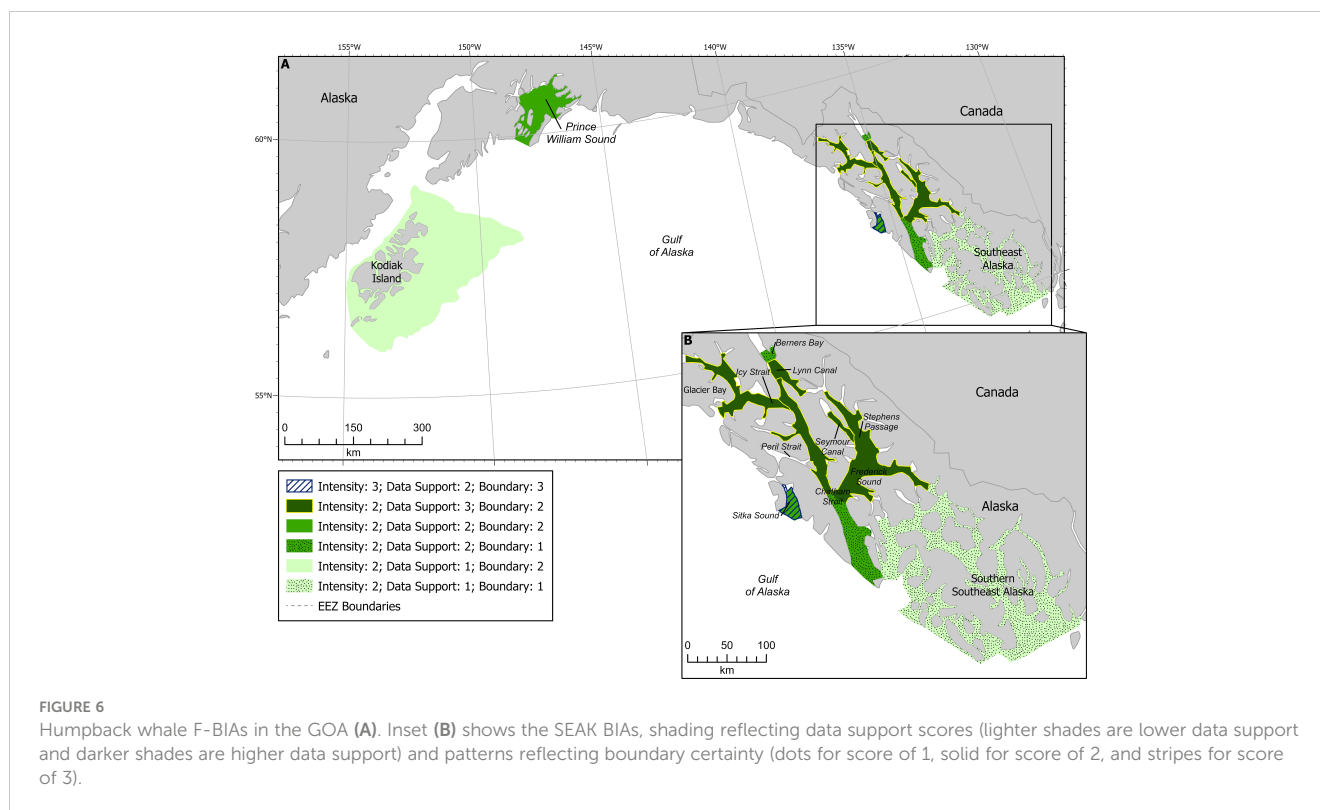 155°W
150°W
145°W
140°W
135°W
130°W
A
Alaska
Canada
Prince
William Sound
60°N
Gulf
of Alaska
Kodiak
Island
Southeast
Alaska
55°N
0 150 300
km
B
Berners Bay
Icy Strait
Lynn Canal
Glacier Bay
Canada
Stephens
Passage
Peril Strait
Seymour
Canal
Frederick
Sound
Chatham
Strait
Sitka Sound
Alaska
Gulf
of Alaska
Southern
Southeast Alaska
0 50 100
km
Intensity: 3; Data Support: 2; Boundary: 3
Intensity: 2; Data Support: 3; Boundary: 2
Intensity: 2; Data Support: 2; Boundary: 2
Intensity: 2; Data Support: 2; Boundary: 1
Intensity: 2; Data Support: 1; Boundary: 2
Intensity: 2; Data Support: 1; Boundary: 1
EEZ Boundaries
FIGURE 6
Humpback whale F-BIAs in the GOA (A). Inset (B) shows the SEAK BIAs, shading reflecting data support scores (lighter shades are lower data support
and darker shades are higher data support) and patterns reflecting boundary certainty (dots for score of 1, solid for score of 2, and stripes for score
of 3).